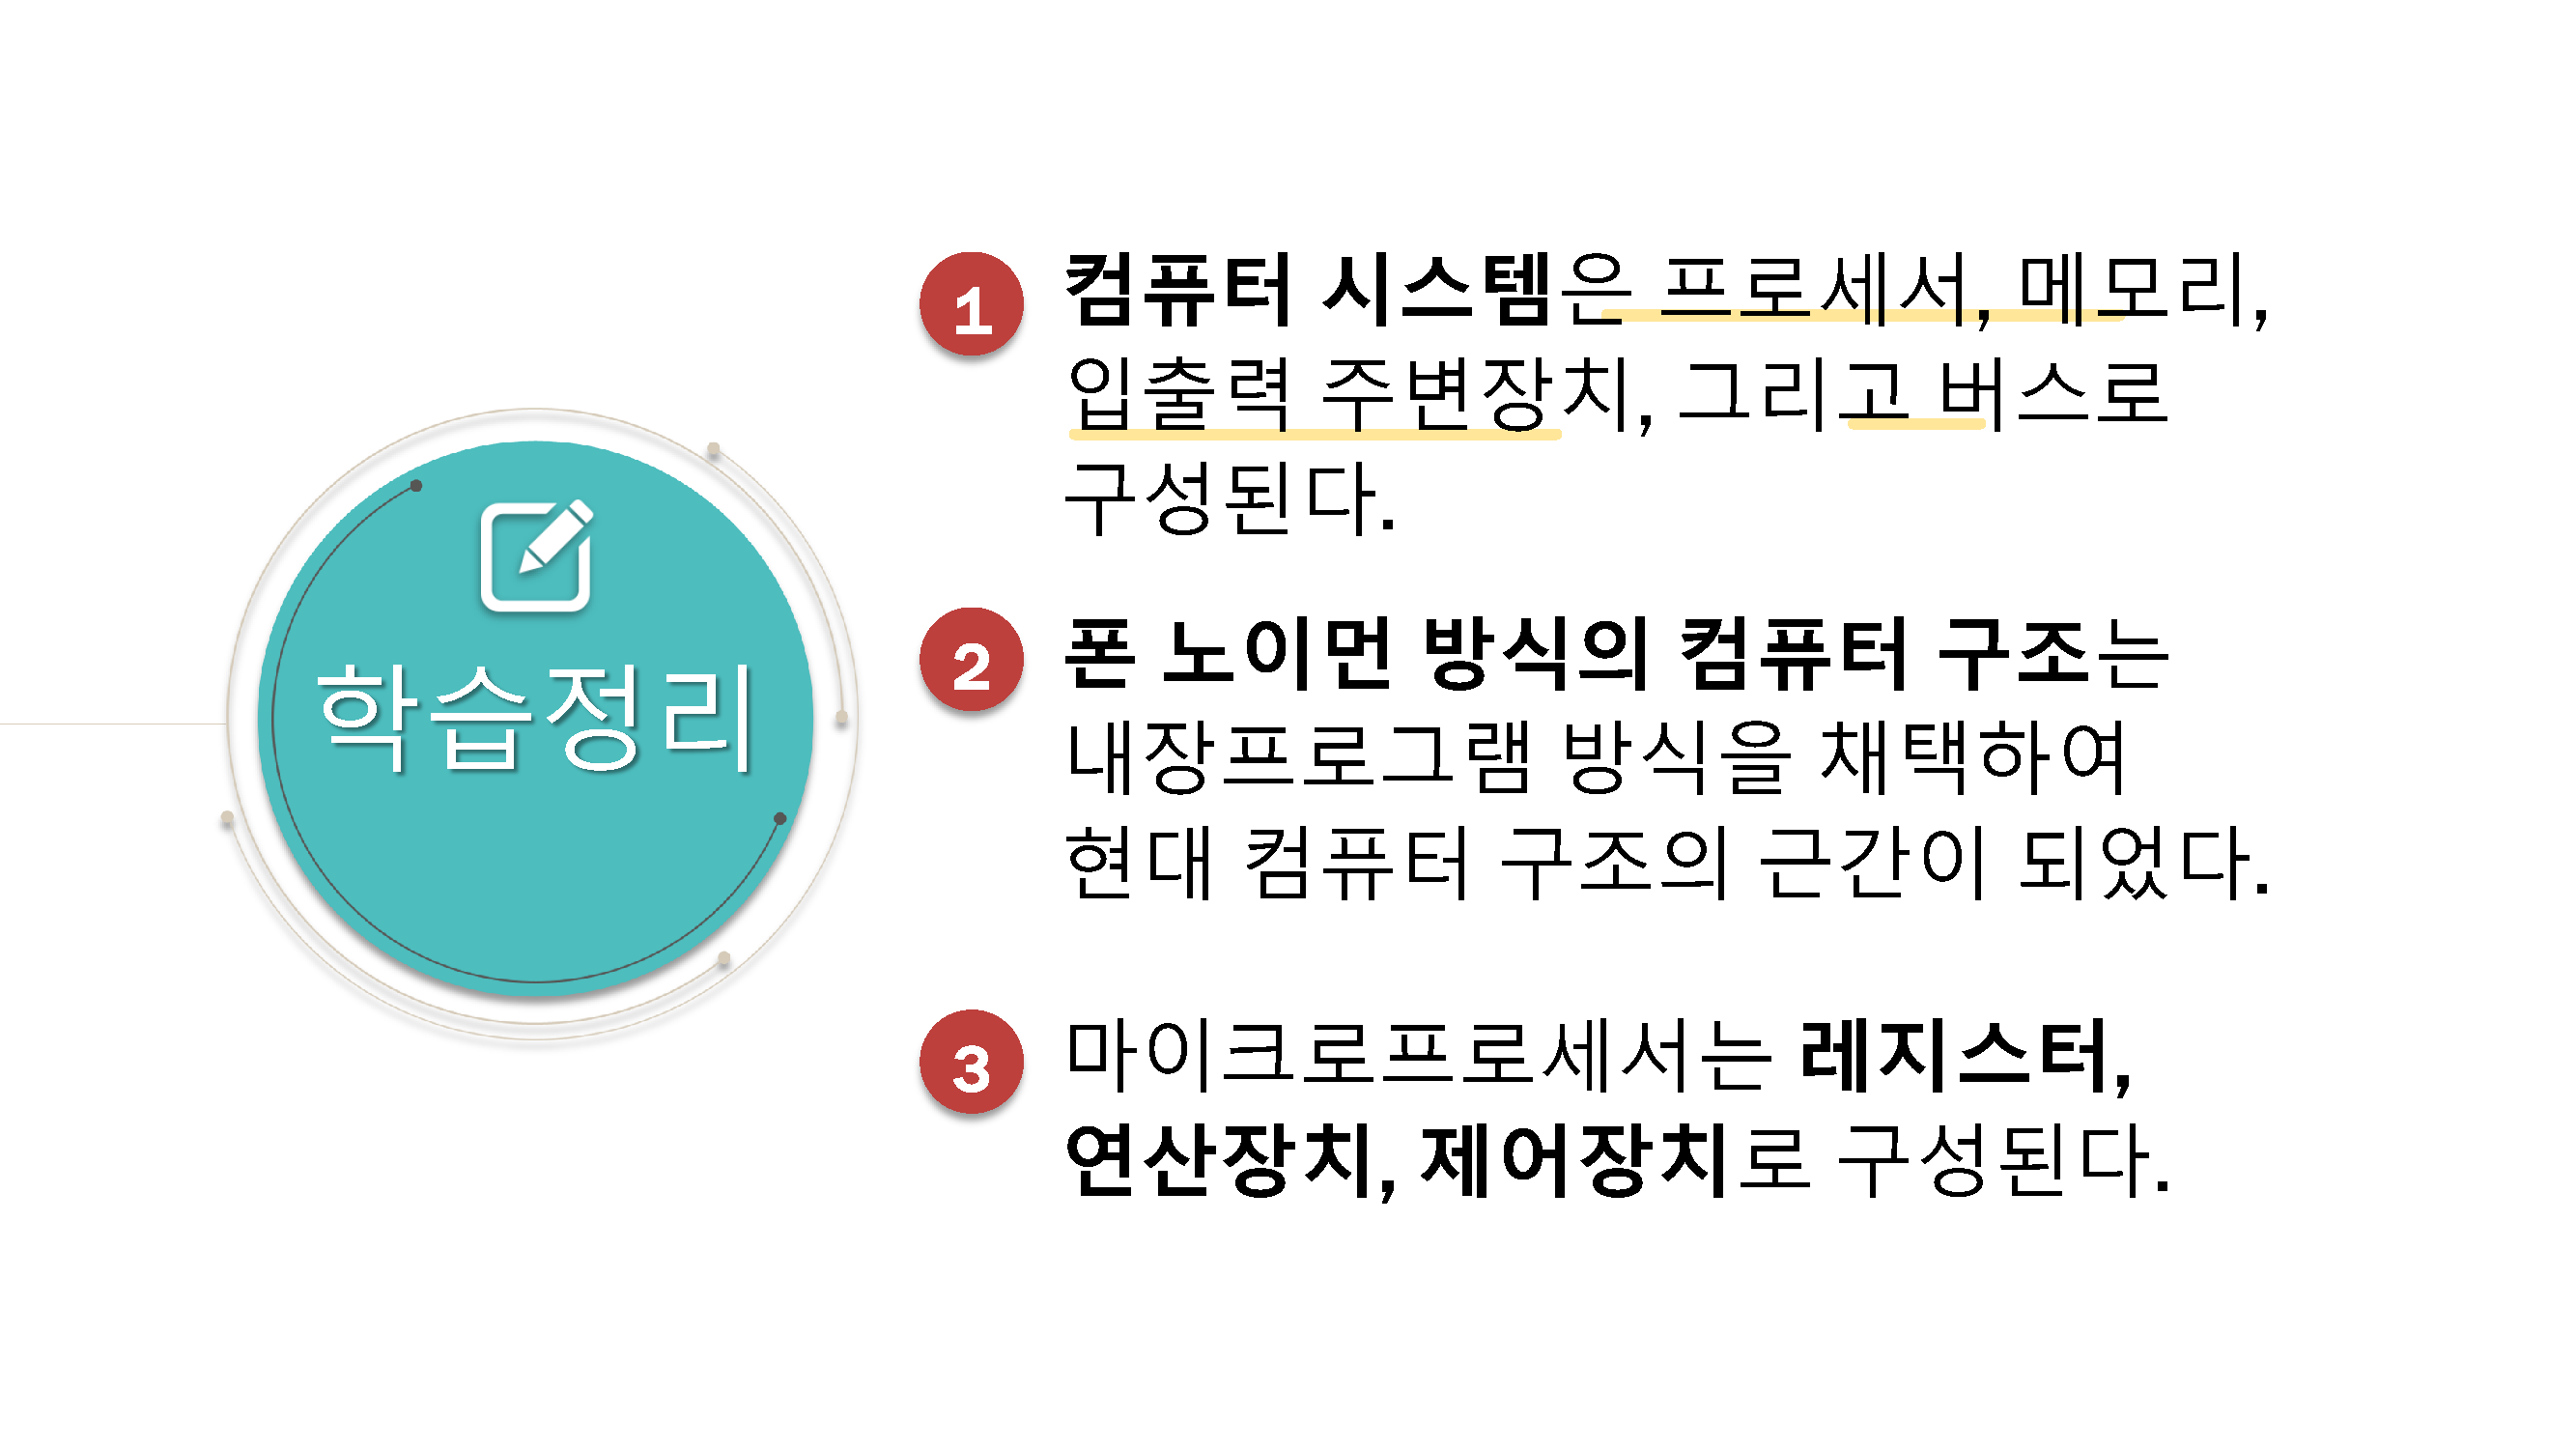 학습정리
1 컴퓨터 시스템은 프로세서, 메모리,
입출력 주변장치, 그리고 버스로
구성된다.
2 폰 노이먼 방식의 컴퓨터 구조는
내장프로그램 방식을 채택하여
현대 컴퓨터 구조의 근간이 되었다.
3 마이크로프로세서는 레지스터,
연산장치, 제어장치로 구성된다.